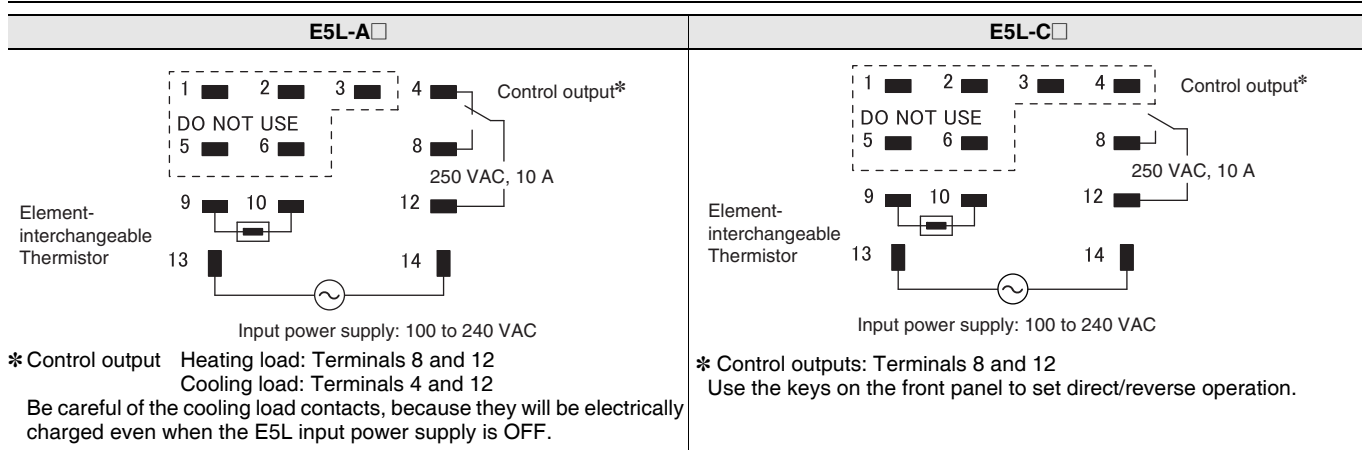 E5L-A□
1 2 3 4 Control output✽
DO NOT USE
5 6 8
250 VAC, 10 A
9 10 12
Element-
interchangeable
Thermistor
13 14
Input power supply: 100 to 240 VAC
✽ Control output Heating load: Terminals 8 and 12
Cooling load: Terminals 4 and 12
Be careful of the cooling load contacts, because they will be electrically
charged even when the E5L input power supply is OFF.
E5L-C□
1 2 3 4 Control output✽
DO NOT USE
5 6 8
250 VAC, 10 A
9 10 12
Element-
interchangeable
Thermistor
13 14
Input power supply: 100 to 240 VAC
✽ Control outputs: Terminals 8 and 12
Use the keys on the front panel to set direct/reverse operation.